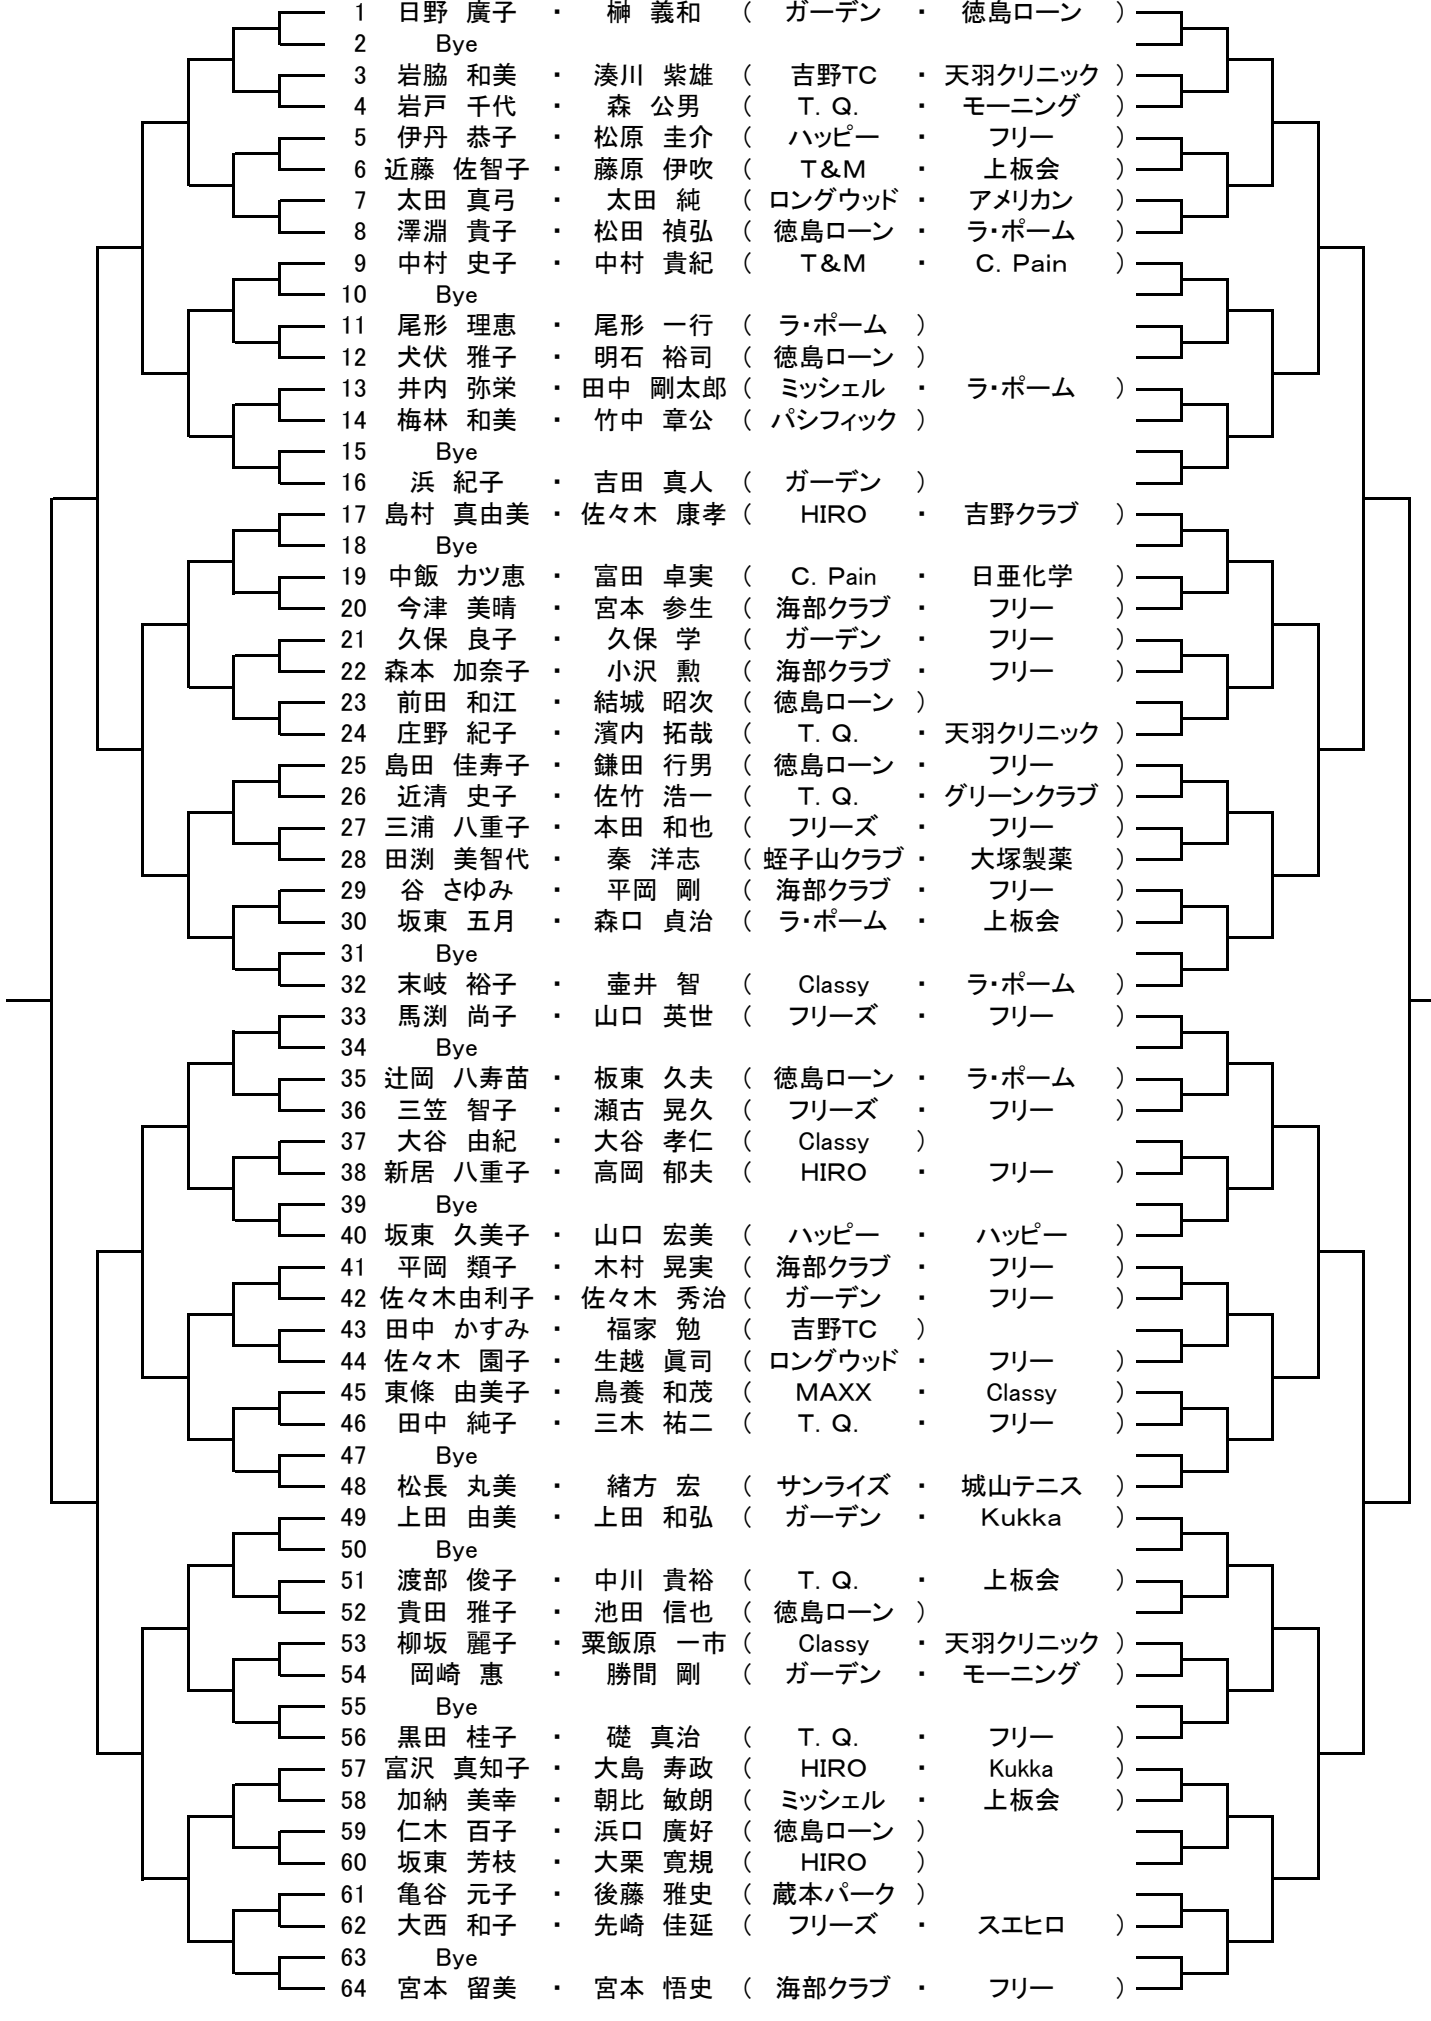 1 日野 廣子 ・ 榊 義和 ( ガーデン ・ 徳島ローン )
2 Bye
3 岩脇 和美 ・ 湊川 紫雄 ( 吉野TC ・ 天羽クリニック )
4 岩戸 千代 ・ 森 公男 ( T. Q. ・ モーニング )
5 伊丹 恭子 ・ 松原 圭介 ( ハッピー ・ フリー )
6 近藤 佐智子 ・ 藤原 伊吹 ( T&M ・ 上板会 )
7 太田 真弓 ・ 太田 純 ( ロングウッド ・ アメリカン )
8 澤淵 貴子 ・ 松田 禎弘 ( 徳島ローン ・ ラ・ポーム )
9 中村 史子 ・ 中村 貴紀 ( T&M ・ C. Pain )
10 Bye
11 尾形 理恵 ・ 尾形 一行 ( ラ・ポーム )
12 犬伏 雅子 ・ 明石 裕司 ( 徳島ローン )
13 井内 弥栄 ・ 田中 剛太郎 ( ミッシェル ・ ラ・ポーム )
14 梅林 和美 ・ 竹中 章公 ( パシフィック )
15 Bye
16 浜 紀子 ・ 吉田 真人 ( ガーデン )
17 島村 真由美 ・ 佐々木 康孝 ( HIRO ・ 吉野クラブ )
18 Bye
19 中飯 カツ恵 ・ 富田 卓実 ( C. Pain ・ 日亜化学 )
20 今津 美晴 ・ 宮本 参生 ( 海部クラブ ・ フリー )
21 久保 良子 ・ 久保 学 ( ガーデン ・ フリー )
22 森本 加奈子 ・ 小沢 勲 ( 海部クラブ ・ フリー )
23 前田 和江 ・ 結城 昭次 ( 徳島ローン )
24 庄野 紀子 ・ 濱内 拓哉 ( T. Q. ・ 天羽クリニック )
25 島田 佳寿子 ・ 鎌田 行男 ( 徳島ローン ・ フリー )
26 近清 史子 ・ 佐竹 浩一 ( T. Q. ・ グリーンクラブ )
27 三浦 八重子 ・ 本田 和也 ( フリーズ ・ フリー )
28 田渕 美智代 ・ 秦 洋志 ( 蛭子山クラブ ・ 大塚製薬 )
29 谷 さゆみ ・ 平岡 剛 ( 海部クラブ ・ フリー )
30 坂東 五月 ・ 森口 貞治 ( ラ・ポーム ・ 上板会 )
31 Bye
32 末岐 裕子 ・ 壷井 智 ( Classy ・ ラ・ポーム )
33 馬渕 尚子 ・ 山口 英世 ( フリーズ ・ フリー )
34 Bye
35 辻岡 八寿苗 ・ 板東 久夫 ( 徳島ローン ・ ラ・ポーム )
36 三笠 智子 ・ 瀬古 晃久 ( フリーズ ・ フリー )
37 大谷 由紀 ・ 大谷 孝仁 ( Classy )
38 新居 八重子 ・ 高岡 郁夫 ( HIRO ・ フリー )
39 Bye
40 坂東 久美子 ・ 山口 宏美 ( ハッピー ・ ハッピー )
41 平岡 類子 ・ 木村 晃実 ( 海部クラブ ・ フリー )
42 佐々木由利子 ・ 佐々木 秀治 ( ガーデン ・ フリー )
43 田中 かすみ ・ 福家 勉 ( 吉野TC )
44 佐々木 園子 ・ 生越 眞司 ( ロングウッド ・ フリー )
45 東條 由美子 ・ 鳥養 和茂 ( MAXX ・ Classy )
46 田中 純子 ・ 三木 祐二 ( T. Q. ・ フリー )
47 Bye
48 松長 丸美 ・ 緒方 宏 ( サンライズ ・ 城山テニス )
49 上田 由美 ・ 上田 和弘 ( ガーデン ・ Kukka )
50 Bye
51 渡部 俊子 ・ 中川 貴裕 ( T. Q. ・ 上板会 )
52 貴田 雅子 ・ 池田 信也 ( 徳島ローン )
53 柳坂 麗子 ・ 粟飯原 一市 ( Classy ・ 天羽クリニック )
54 岡崎 惠 ・ 勝間 剛 ( ガーデン ・ モーニング )
55 Bye
56 黒田 桂子 ・ 礎 真治 ( T. Q. ・ フリー )
57 富沢 真知子 ・ 大島 寿政 ( HIRO ・ Kukka )
58 加納 美幸 ・ 朝比 敏朗 ( ミッシェル ・ 上板会 )
59 仁木 百子 ・ 浜口 廣好 ( 徳島ローン )
60 坂東 芳枝 ・ 大栗 寛規 ( HIRO )
61 亀谷 元子 ・ 後藤 雅史 ( 蔵本パーク )
62 大西 和子 ・ 先崎 佳延 ( フリーズ ・ スエヒロ )
63 Bye
64 宮本 留美 ・ 宮本 悟史 ( 海部クラブ ・ フリー )